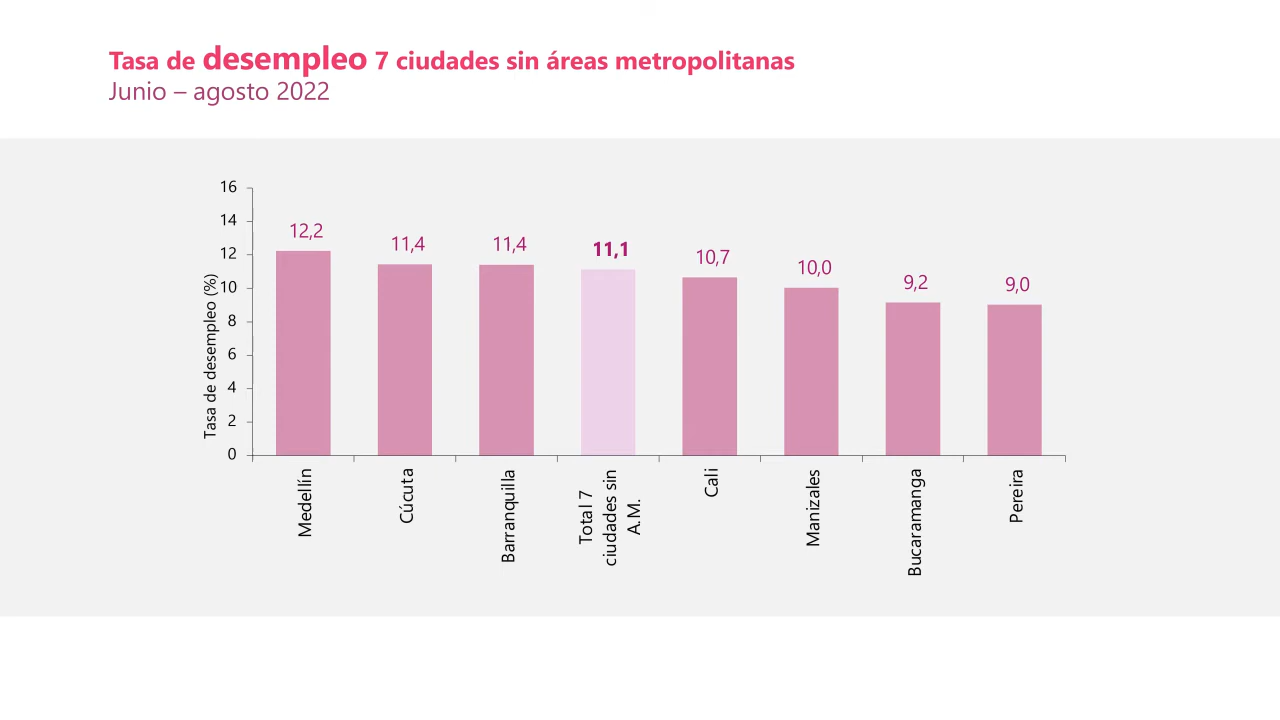 Tasa de desempleo 7 ciudades sin áreas metropolitanas
Junio – agosto 2022
Tasa de desempleo (%)
16
14
12
10
8
6
4
2
0
12,2
11,4
11,4
11,1
10,7
10,0
9,2
9,0
Medellín
Cúcuta
Barranquilla
Total 7
ciudades sin
A.M.
Cali
Manizales
Bucaramanga
Pereira